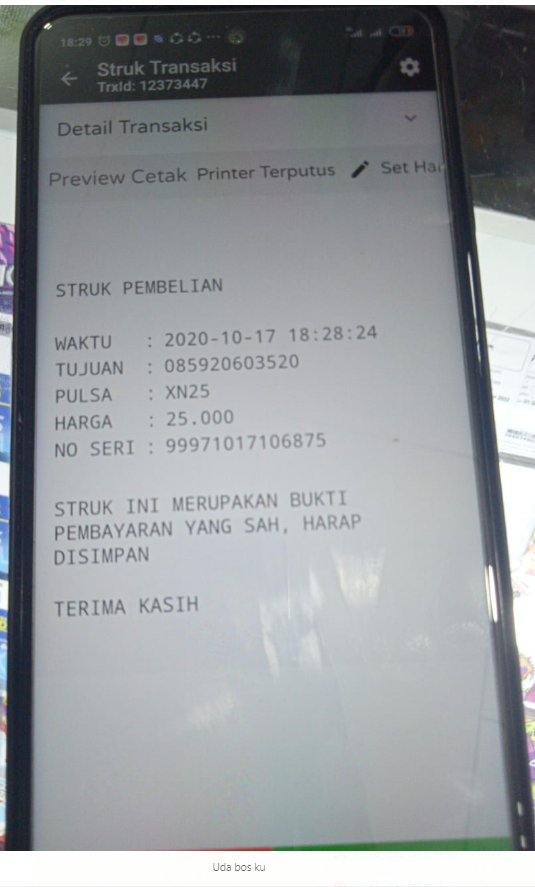 18:29
Struk Transaksi
TrxId: 12373447
Detail Transaksi
Preview Cetak Printer Terputus Set Har
STRUK PEMBELIAN
WAKTU : 2020-10-17 18:28:24
TUJUAN : 085920603520
PULSA : XN25
HARGA : 25.000
NO SERI : 99971017106875
STRUK INI MERUPAKAN BUKTI
PEMBAYARAN YANG SAH, HARAP
DISIMPAN
TERIMA KASIH
Uda bos ku